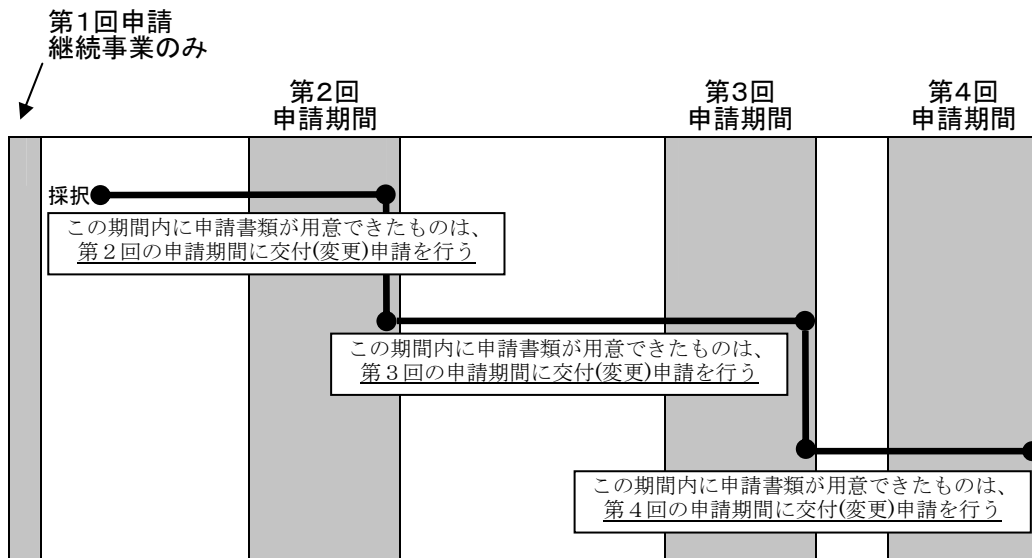 第1回申請
継続事業のみ
第2回
申請期間
第3回
申請期間
第4回
申請期間
採択
この期間内に申請書類が用意できたものは、
第２回の申請期間に交付(変更)申請を行う
この期間内に申請書類が用意できたものは、
第３回の申請期間に交付(変更)申請を行う
この期間内に申請書類が用意できたものは、
第４回の申請期間に交付(変更)申請を行う